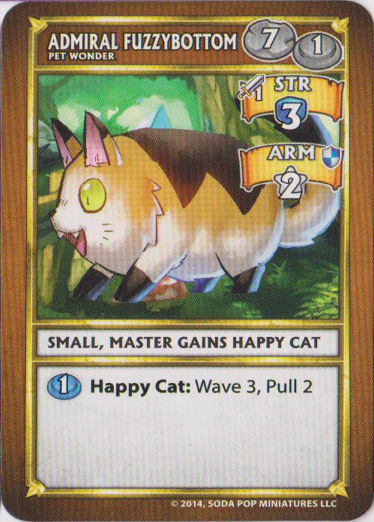 ADMIRAL FUZZYBOTTOM 7 1
PET WONDER
1 STR
3
ARM
2
SMALL, MASTER GAINS HAPPY CAT
1 Happy Cat: Wave 3, Pull 2
© 2014, SODA POP MINIATURES LLC